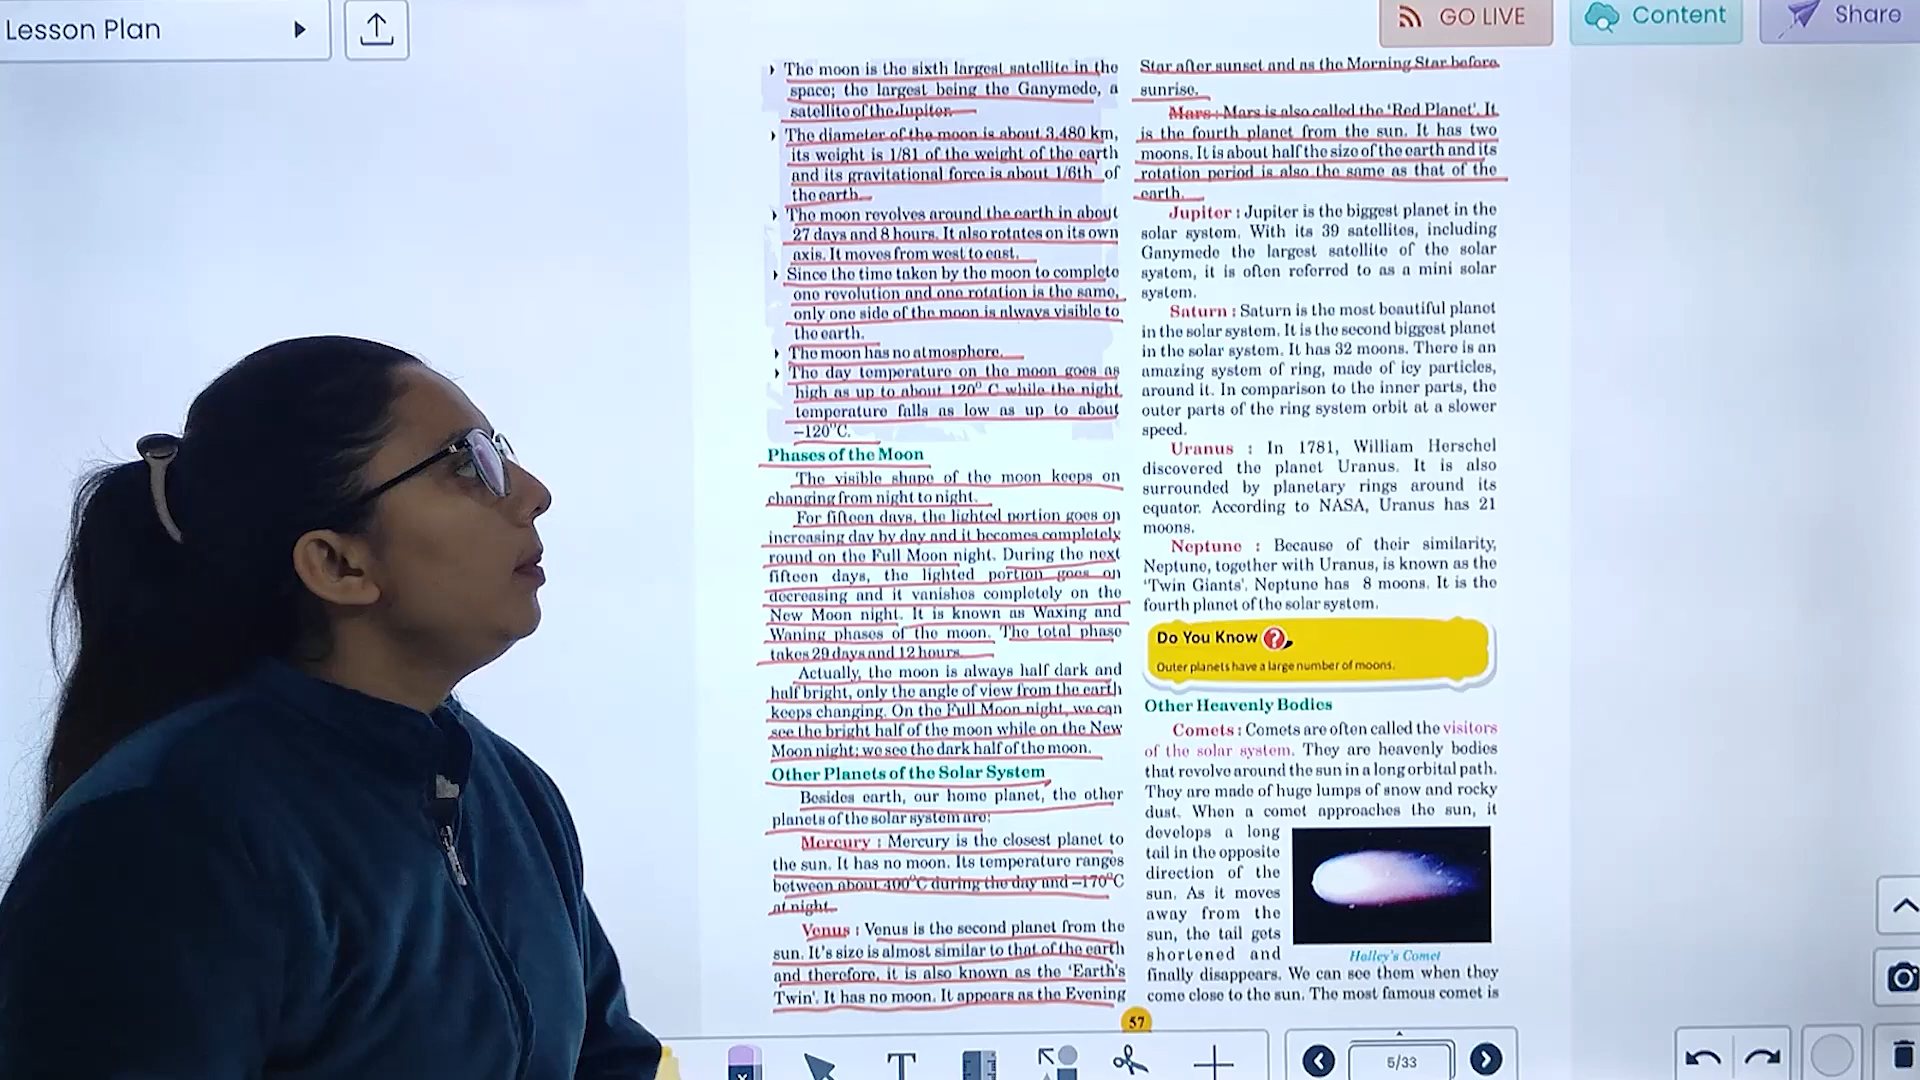 Lesson Plan
GO LIVE
Content
Share
The moon is the sixth largest satellite in the
space; the largest being the Ganymede, a
satellite of the Jupiter.
The diameter of the moon is about 3,480 km,
its weight is 1/81 of the weight of the earth
and its gravitational force is about 1/6th of
the earth.
The moon revolves around the earth in about
27 days and 8 hours. It also rotates on its own
axis. It moves from west to east.
Since the time taken by the moon to complete
one revolution and one rotation is the same,
only one side of the moon is always visible to
the earth.
The moon has no atmosphere.
The day temperature on the moon goes as
high as up to about 120⁰ C while the night
temperature falls as low as up to about
–120⁰C.
Phases of the Moon
The visible shape of the moon keeps on
changing from night to night.
For fifteen days, the lighted portion goes on
increasing day by day and it becomes completely
round on the Full Moon night. During the next
fifteen days, the lighted portion goes on
decreasing and it vanishes completely on the
New Moon night. It is known as Waxing and
Waning phases of the moon. The total phase
takes 29 days and 12 hours.
Actually, the moon is always half dark and
half bright, only the angle of view from the earth
keeps changing. On the Full Moon night, we can
see the bright half of the moon while on the New
Moon night; we see the dark half of the moon.
Other Planets of the Solar System
Besides earth, our home planet, the other
planets of the solar system are:
Mercury : Mercury is the closest planet to
the sun. It has no moon. Its temperature ranges
between about 400⁰C during the day and –170⁰C
at night.
Venus : Venus is the second planet from the
sun. It's size is almost similar to that of the earth
and therefore, it is also known as the 'Earth's
Twin'. It has no moon. It appears as the Evening
Star after sunset and as the Morning Star before
sunrise.
Mars : Mars is also called the 'Red Planet'. It
is the fourth planet from the sun. It has two
moons. It is about half the size of the earth and its
rotation period is also the same as that of the
earth.
Jupiter : Jupiter is the biggest planet in the
solar system. With its 39 satellites, including
Ganymede the largest satellite of the solar
system, it is often referred to as a mini solar
system.
Saturn : Saturn is the most beautiful planet
in the solar system. It is the second biggest planet
in the solar system. It has 32 moons. There is an
amazing system of ring, made of icy particles,
around it. In comparison to the inner parts, the
outer parts of the ring system orbit at a slower
speed.
Uranus : In 1781, William Herschel
discovered the planet Uranus. It is also
surrounded by planetary rings around its
equator. According to NASA, Uranus has 21
moons.
Neptune : Because of their similarity,
Neptune, together with Uranus, is known as the
'Twin Giants'. Neptune has 8 moons. It is the
fourth planet of the solar system.
Do You Know ?
Outer planets have a large number of moons.
Other Heavenly Bodies
Comets : Comets are often called the visitors
of the solar system. They are heavenly bodies
that revolve around the sun in a long orbital path.
They are made of huge lumps of snow and rocky
dust. When a comet approaches the sun, it
develops a long
tail in the opposite
direction of the
sun. As it moves
away from the
sun, the tail gets
shortened and
Halley's Comet
finally disappears. We can see them when they
come close to the sun. The most famous comet is
57
T
5/33